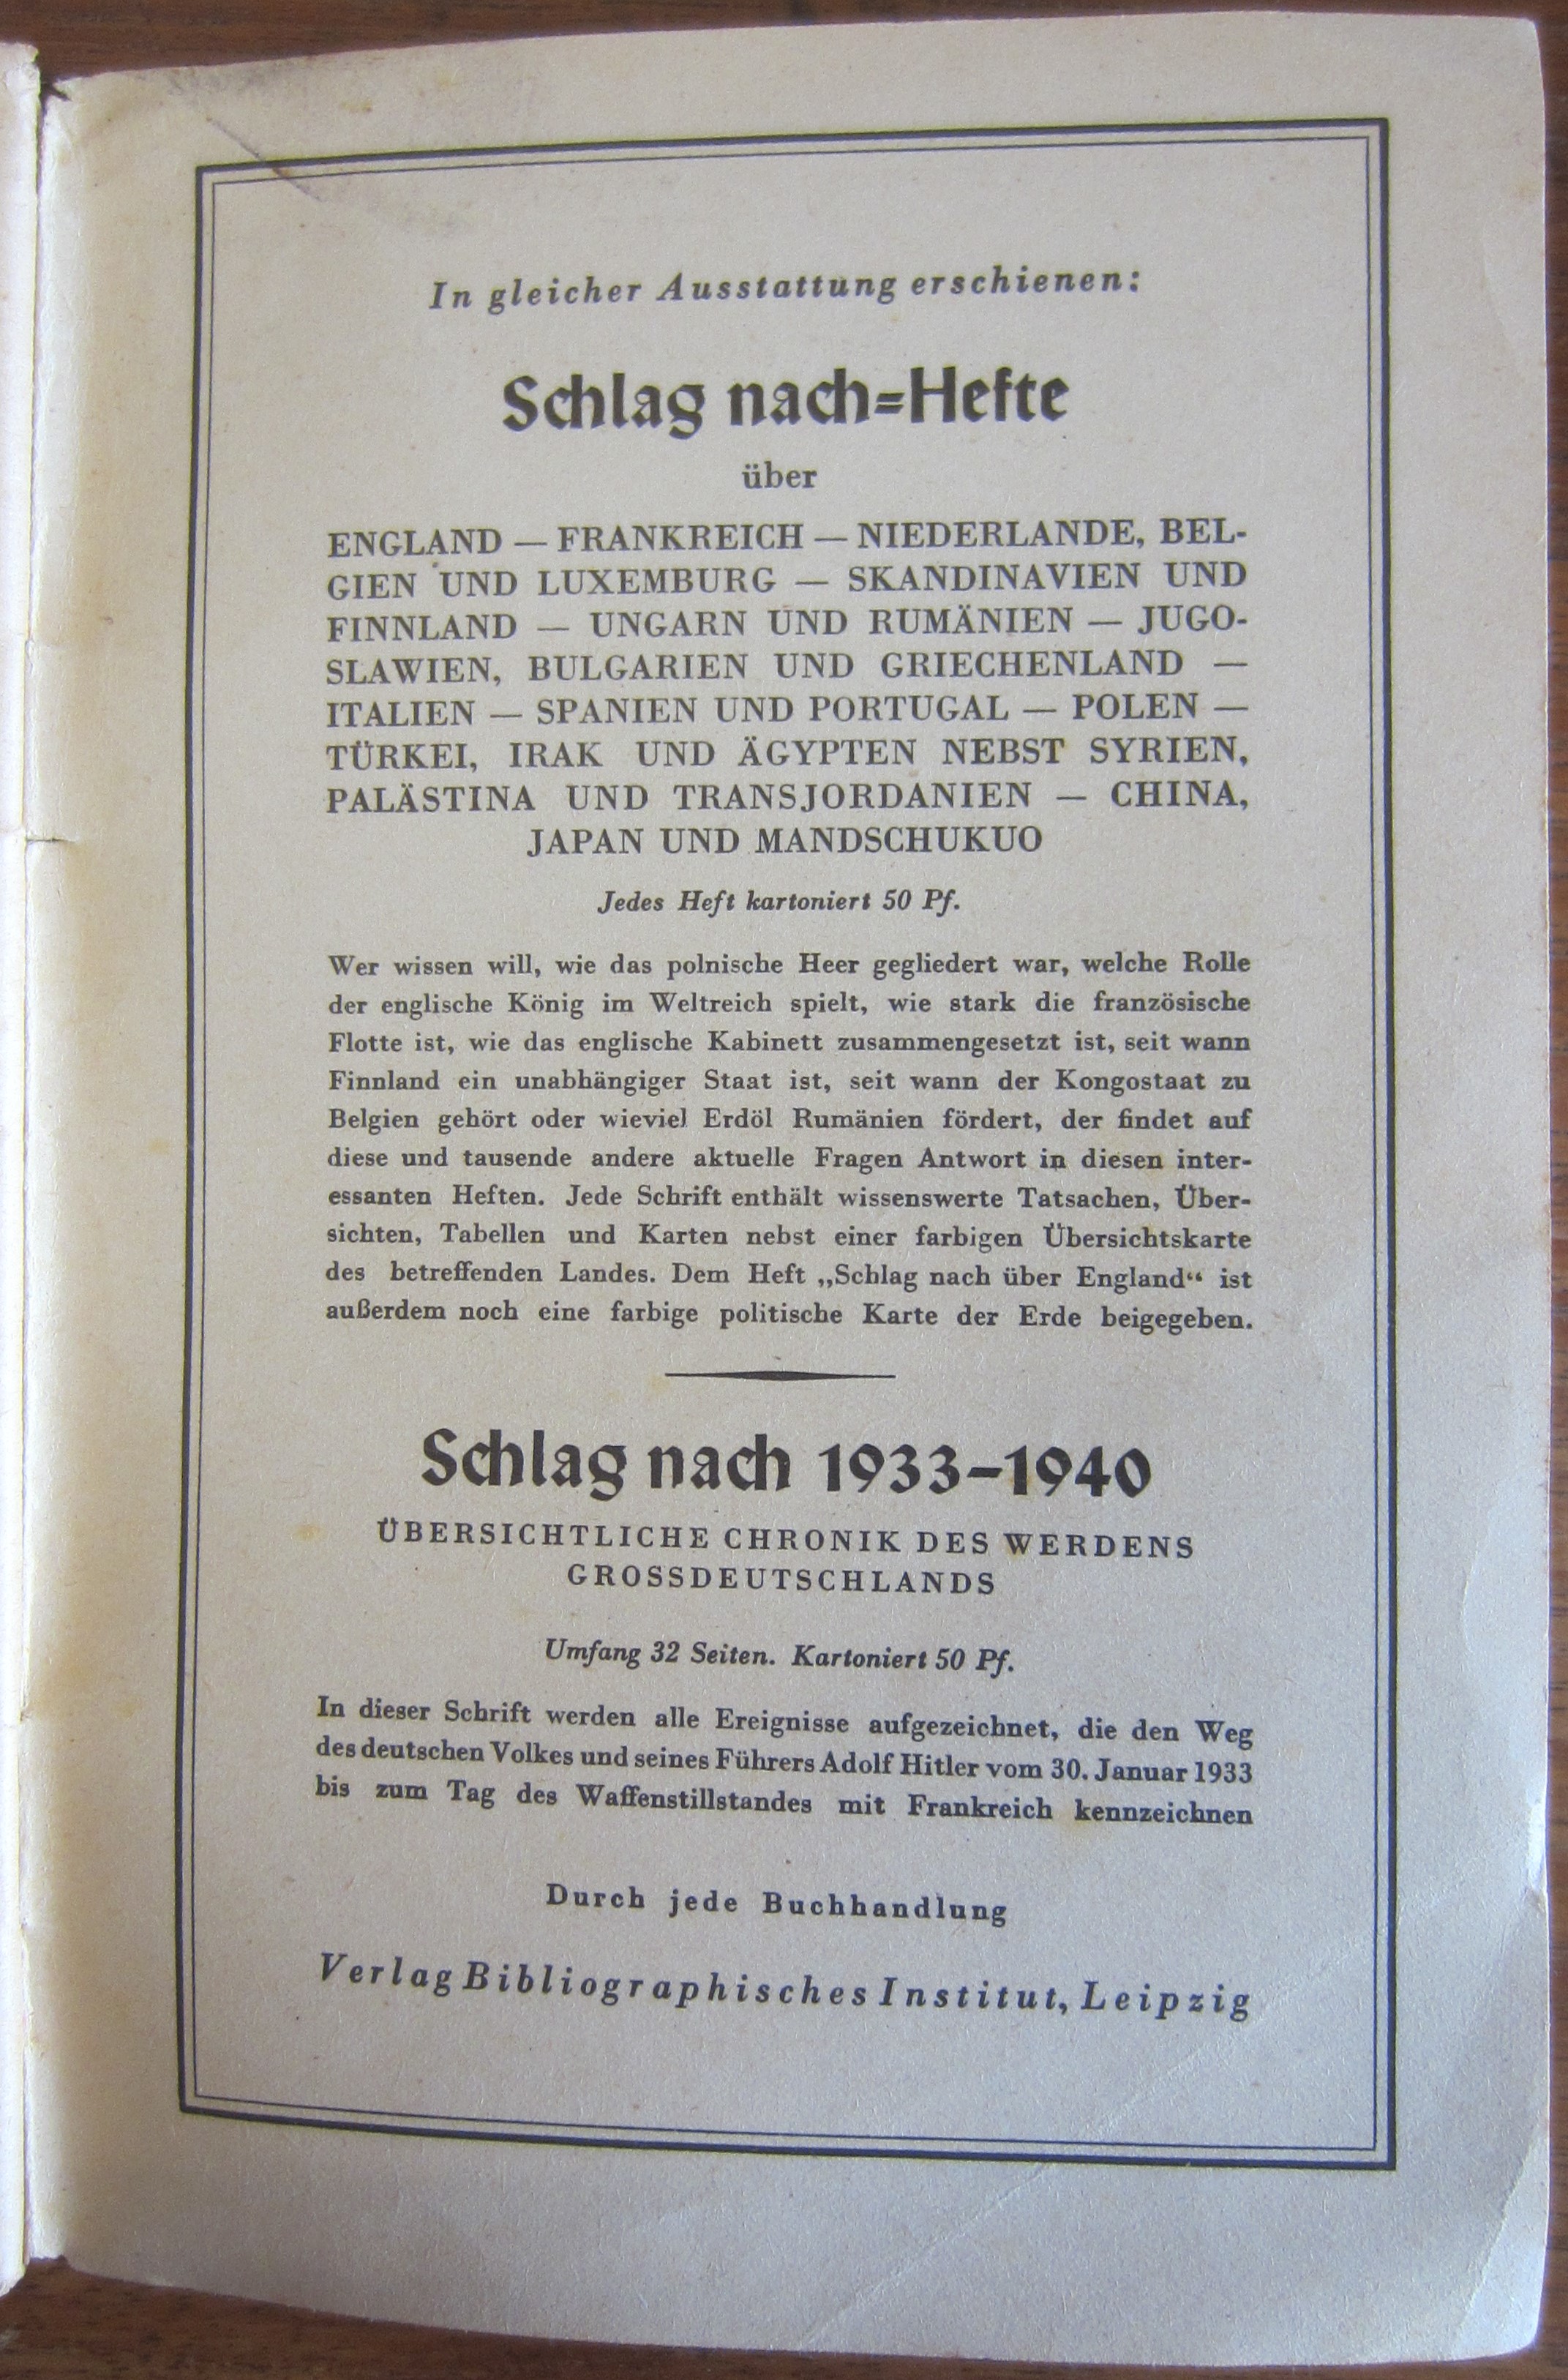 In gleicher Ausstattung erschienen:
Schlag nach=Hefte
über
ENGLAND — FRANKREICH — NIEDERLANDE, BEL-
GIEN UND LUXEMBURG — SKANDINAVIEN UND
FINNLAND — UNGARN UND RUMÄNIEN — JUGO-
SLAWIEN, BULGARIEN UND GRIECHENLAND —
ITALIEN — SPANIEN UND PORTUGAL — POLEN —
TÜRKEI, IRAK UND ÄGYPTEN NEBST SYRIEN,
PALÄSTINA UND TRANSJORDANIEN — CHINA,
JAPAN UND MANDSCHUKUO
Jedes Heft kartoniert 50 Pf.
Wer wissen will, wie das polnische Heer gegliedert war, welche Rolle
der englische König im Weltreich spielt, wie stark die französische
Flotte ist, wie das englische Kabinett zusammengesetzt ist, seit wann
Finnland ein unabhängiger Staat ist, seit wann der Kongostaat zu
Belgien gehört oder wieviel Erdöl Rumänien fördert, der findet auf
diese und tausende andere aktuelle Fragen Antwort in diesen inter-
essanten Heften. Jede Schrift enthält wissenswerte Tatsachen, Über-
sichten, Tabellen und Karten nebst einer farbigen Übersichtskarte
des betreffenden Landes. Dem Heft „Schlag nach über England“ ist
außerdem noch eine farbige politische Karte der Erde beigegeben.
Schlag nach 1933–1940
ÜBERSICHTLICHE CHRONIK DES WERDENS
GROSSDEUTSCHLANDS
Umfang 32 Seiten. Kartoniert 50 Pf.
In dieser Schrift werden alle Ereignisse aufgezeichnet, die den Weg
des deutschen Volkes und seines Führers Adolf Hitler vom 30. Januar 1933
bis zum Tag des Waffenstillstandes mit Frankreich kennzeichnen
Durch jede Buchhandlung
Verlag Bibliographisches Institut, Leipzig